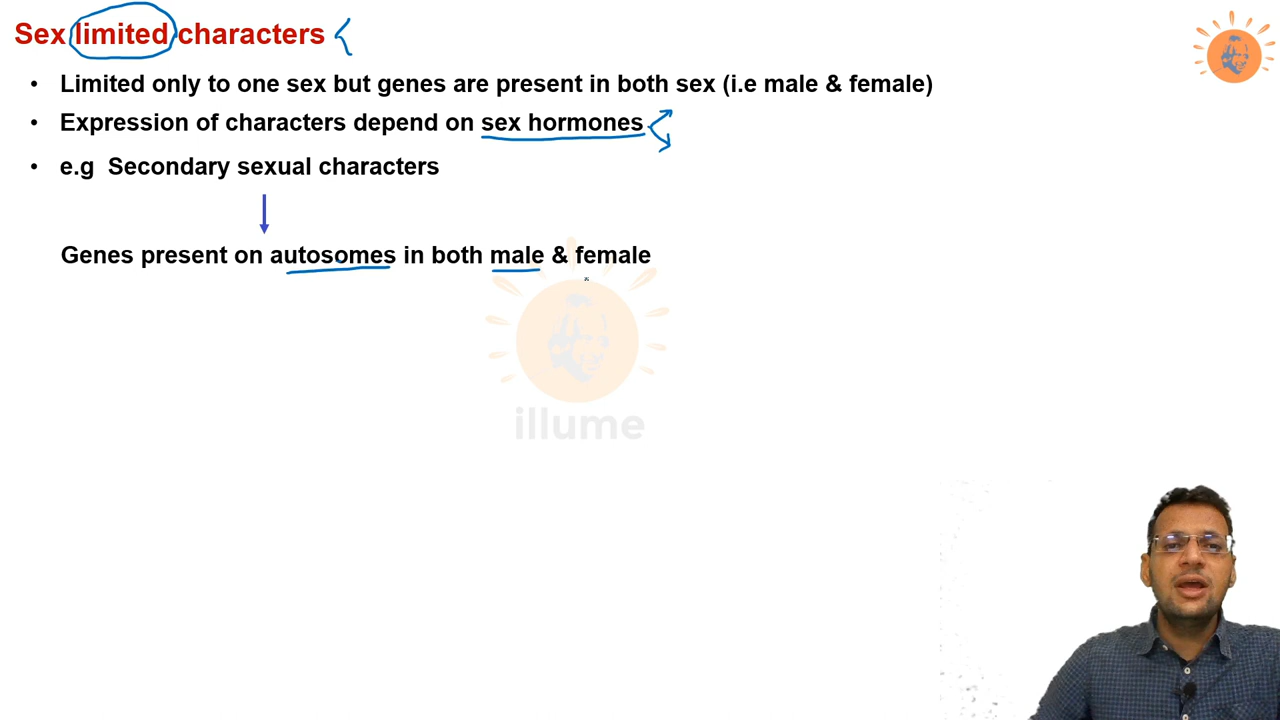 Sex limited characters
• Limited only to one sex but genes are present in both sex (i.e male & female)
• Expression of characters depend on sex hormones
• e.g Secondary sexual characters
Genes present on autosomes in both male & female
illume